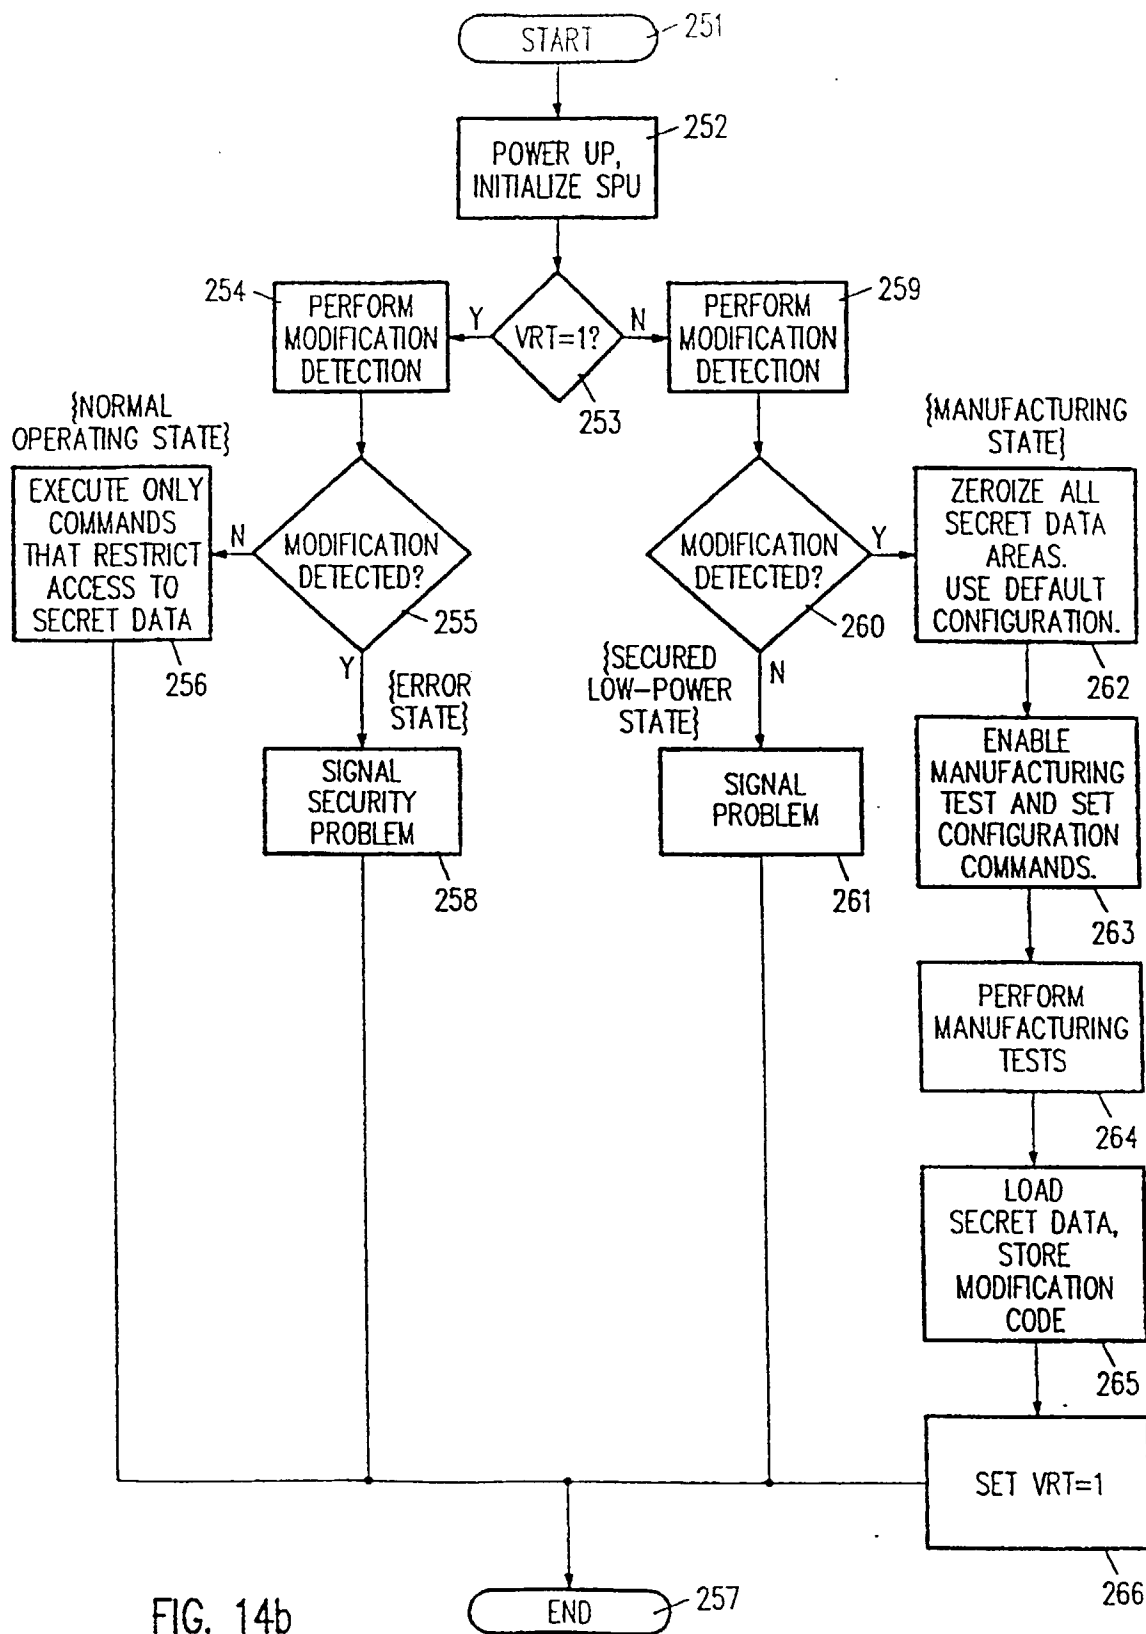 START
251
252
POWER UP,
INITIALIZE SPU
254
PERFORM
MODIFICATION
DETECTION
Y
VRT=1?
N
253
259
PERFORM
MODIFICATION
DETECTION
{NORMAL
OPERATING STATE}
EXECUTE ONLY
COMMANDS
THAT RESTRICT
ACCESS TO
SECRET DATA
256
N
MODIFICATION
DETECTED?
255
Y
{ERROR
STATE}
SIGNAL
SECURITY
PROBLEM
258
MODIFICATION
DETECTED?
260
Y
N
{SECURED
LOW-POWER
STATE}
SIGNAL
PROBLEM
261
{MANUFACTURING
STATE}
ZEROIZE ALL
SECRET DATA
AREAS.
USE DEFAULT
CONFIGURATION.
262
ENABLE
MANUFACTURING
TEST AND SET
CONFIGURATION
COMMANDS.
263
PERFORM
MANUFACTURING
TESTS
264
LOAD
SECRET DATA,
STORE
MODIFICATION
CODE
265
SET VRT=1
266
END
257
FIG. 14b